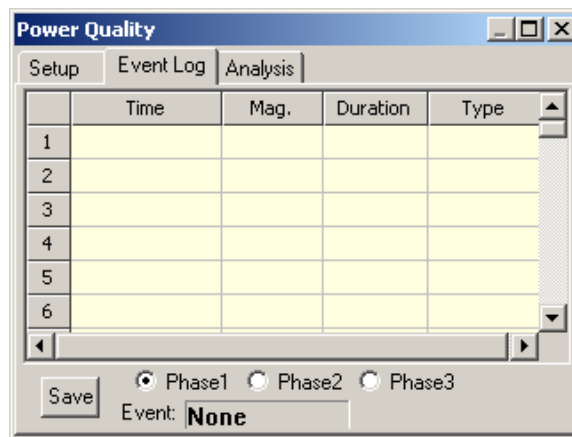 Power Quality
Setup Event Log Analysis
Time Mag. Duration Type
1
2
3
4
5
6
Save
Phase1 Phase2 Phase3
Event: None